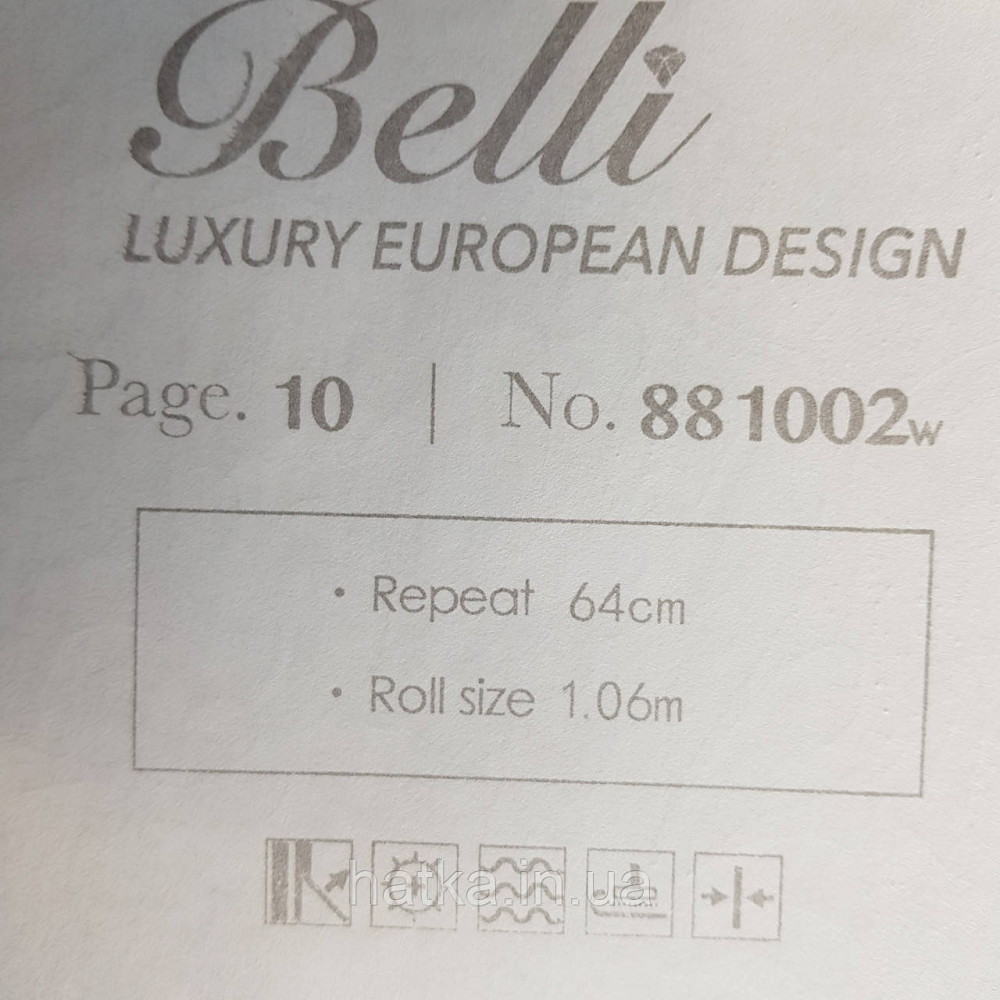 Belli
LUXURY EUROPEAN DESIGN
Page. 10 | No. 881002w
• Repeat 64cm
• Roll size 1.06m
hatka.in.ua